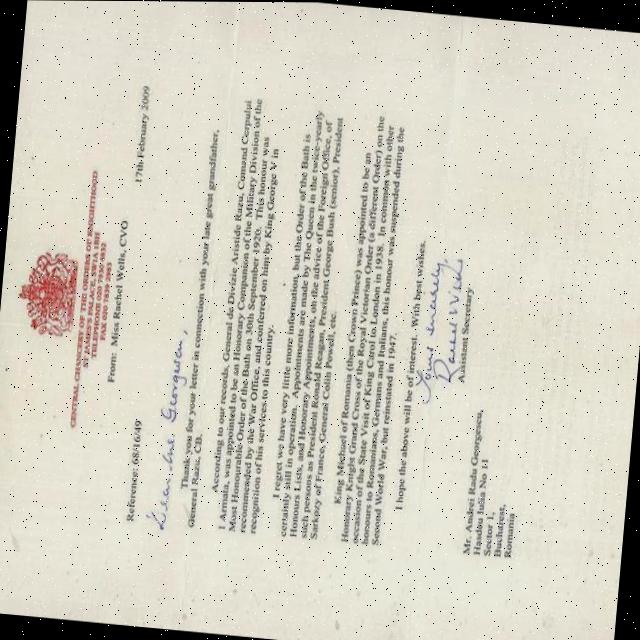 CENTRAL CHANCERY OF THE ORDERS OF KNIGHTHOOD
ST JAMES'S PALACE, SW1A 1BH
TELEPHONE 020 7930 4832
FAX 020 7839 2983
From: Miss Rachel Wells, CVO
Reference: 68/16/49
17th February 2009
Dear Mr. Georgescu,
Thank you for your letter in connection with your late great grandfather,
General Razu, CB.
According to our records, General de Divizie Aristide Razu, Comand Corpului
1 Armata, was appointed to be an Honorary Companion of the Military Division of the
Most Honourable Order of the Bath on 30th September 1920. This honour was
recommended by the War Office, and conferred on him by King George V in
recognition of his services to this country.
I regret we have very little more information, but the Order of the Bath is
certainly still in operation. Appointments are made by The Queen in the twice-yearly
Honours Lists, and Honorary Appointments, on the advice of the Foreign Office, of
such persons as President Ronald Reagan, President George Bush (senior), President
Sarkozy of France, General Colin Powell, etc.
King Michael of Romania (then Crown Prince) was appointed to be an
Honorary Knight Grand Cross of the Royal Victorian Order (a different Order) on the
occasion of the State Visit of King Carol to London in 1938. In common with other
honours to Romanians, Germans and Italians, this honour was suspended during the
Second World War, but reinstated in 1947.
I hope the above will be of interest. With best wishes.
Yours sincerely,
Rachel Wells
Assistant Secretary
Mr. Andrei Radu Georgescu,
No 11
Sector 1,
Bucharest,
Romania